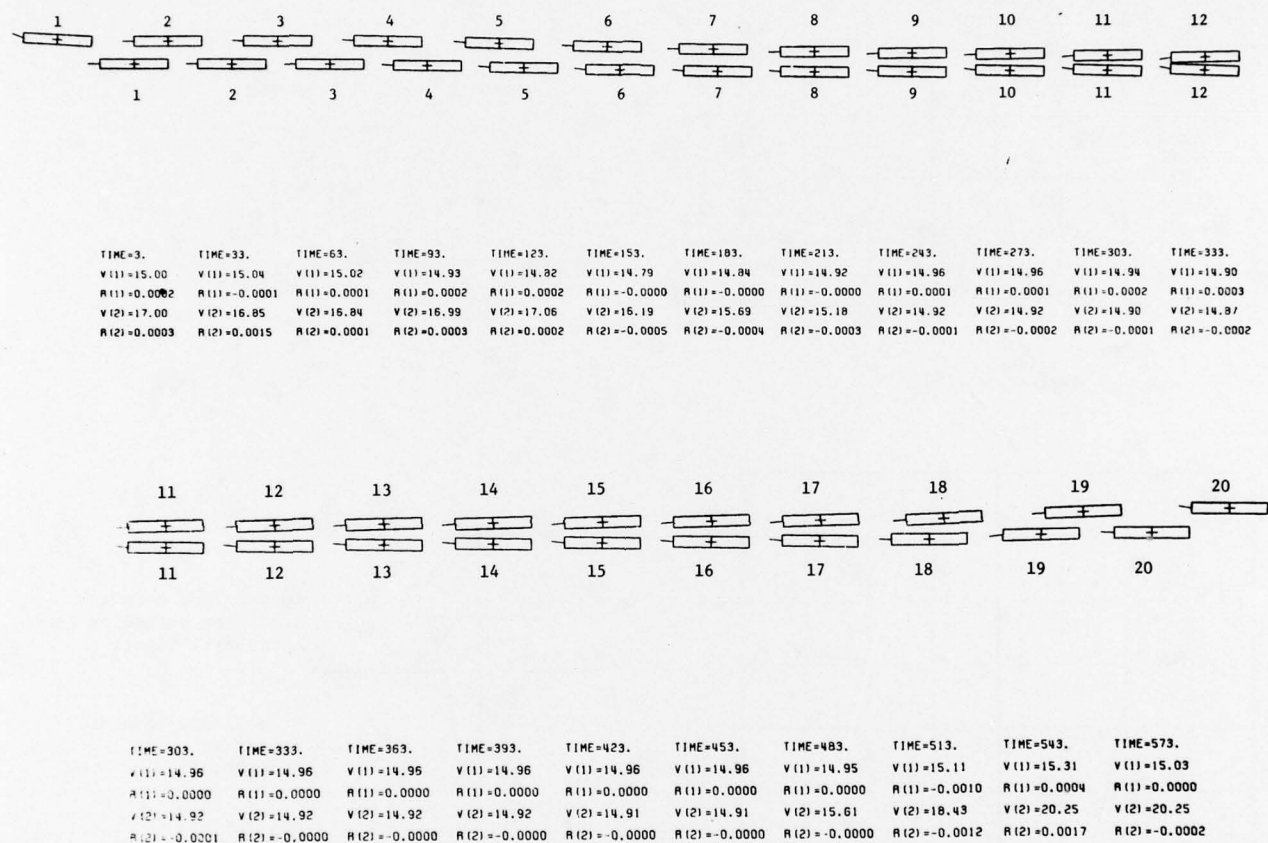 1 2 3 4 5 6 7 8 9 10 11 12
1 2 3 4 5 6 7 8 9 10 11 12
TIME=3. TIME=33. TIME=63. TIME=93. TIME=123. TIME=153. TIME=183. TIME=213. TIME=243. TIME=273. TIME=303. TIME=333.
V(1)=15.00 V(1)=15.04 V(1)=15.02 V(1)=14.93 V(1)=14.82 V(1)=14.79 V(1)=14.84 V(1)=14.92 V(1)=14.96 V(1)=14.96 V(1)=14.94 V(1)=14.90
R(1)=0.0002 R(1)=-0.0001 R(1)=0.0001 R(1)=0.0002 R(1)=0.0002 R(1)=-0.0000 R(1)=-0.0000 R(1)=-0.0000 R(1)=0.0001 R(1)=0.0001 R(1)=0.0002 R(1)=0.0003
V(2)=17.00 V(2)=16.85 V(2)=16.84 V(2)=16.99 V(2)=17.06 V(2)=16.19 V(2)=15.69 V(2)=15.18 V(2)=14.92 V(2)=14.92 V(2)=14.90 V(2)=14.87
R(2)=0.0003 R(2)=0.0015 R(2)=0.0001 R(2)=0.0003 R(2)=0.0002 R(2)=-0.0005 R(2)=-0.0004 R(2)=-0.0003 R(2)=-0.0001 R(2)=-0.0002 R(2)=-0.0001 R(2)=-0.0002
11 12 13 14 15 16 17 18 19 20
11 12 13 14 15 16 17 18 19 20
TIME=303. TIME=333. TIME=363. TIME=393. TIME=423. TIME=453. TIME=483. TIME=513. TIME=543. TIME=573.
V(1)=14.96 V(1)=14.96 V(1)=14.96 V(1)=14.96 V(1)=14.96 V(1)=14.96 V(1)=14.95 V(1)=15.11 V(1)=15.31 V(1)=15.03
R(1)=0.0000 R(1)=0.0000 R(1)=0.0000 R(1)=0.0000 R(1)=0.0000 R(1)=0.0000 R(1)=0.0000 R(1)=-0.0010 R(1)=0.0004 R(1)=0.0000
V(2)=14.92 V(2)=14.92 V(2)=14.92 V(2)=14.92 V(2)=14.91 V(2)=14.91 V(2)=15.61 V(2)=18.43 V(2)=20.25 V(2)=20.25
R(2)=-0.0001 R(2)=-0.0000 R(2)=-0.0000 R(2)=-0.0000 R(2)=-0.0000 R(2)=-0.0000 R(2)=-0.0000 R(2)=-0.0012 R(2)=0.0017 R(2)=-0.0002